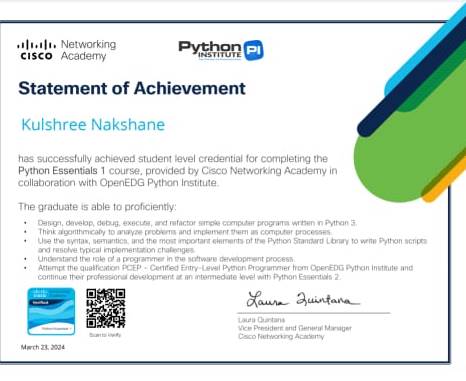 Networking
CISCO Academy
Python PI
INSTITUTE
Statement of Achievement
Kulshree Nakshane
has successfully achieved student level credential for completing the
Python Essentials 1 course, provided by Cisco Networking Academy in
collaboration with OpenEDG Python Institute.
The graduate is able to proficiently:
• Design, develop, debug, execute, and refactor simple computer programs written in Python 3.
• Think algorithmically to analyze problems and implement them as computer processes.
• Use the syntax, semantics, and the most important elements of the Python Standard Library to write Python scripts
and resolve typical implementation challenges.
• Understand the role of a programmer in the software development process.
• Attempt the qualification PCEP – Certified Entry-Level Python Programmer from OpenEDG Python Institute and
continue their professional development at an intermediate level with Python Essentials 2.
Verified
Python Essentials 1
Scan to Verify
Laura Quintana
Laura Quintana
Vice President and General Manager
Cisco Networking Academy
March 23, 2024